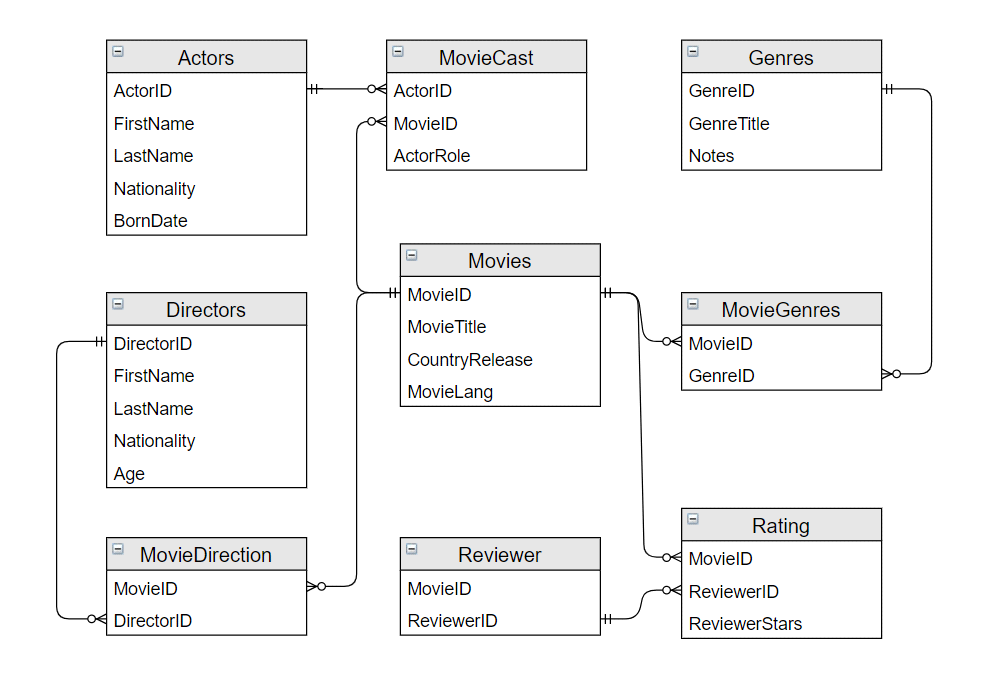 Actors
ActorID
FirstName
LastName
Nationality
BornDate
MovieCast
ActorID
MovieID
ActorRole
Genres
GenreID
GenreTitle
Notes
Movies
MovieID
MovieTitle
CountryRelease
MovieLang
Directors
DirectorID
FirstName
LastName
Nationality
Age
MovieGenres
MovieID
GenreID
MovieDirection
MovieID
DirectorID
Reviewer
MovieID
ReviewerID
Rating
MovieID
ReviewerID
ReviewerStars